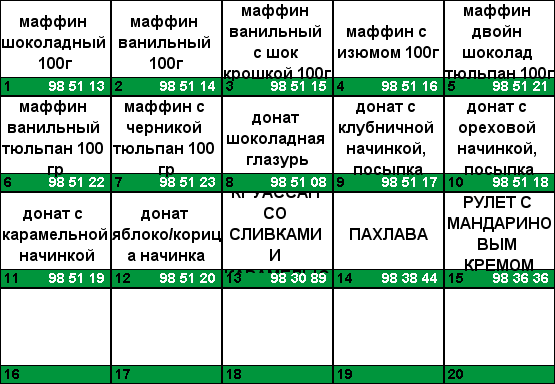 маффин
шоколадный
100г
1 98 51 13
маффин
ванильный
100г
2 98 51 14
маффин
ванильный
с шок
крошкой 100г
3 98 51 15
маффин с
изюмом 100г
4 98 51 16
маффин
двойн
шоколад
тюльпан 100г
5 98 51 21
маффин
ванильный
тюльпан 100
гр
6 98 51 22
маффин с
черникой
тюльпан 100
гр
7 98 51 23
донат
шоколадная
глазурь
8 98 51 08
донат с
клубничной
начинкой,
посыпка
9 98 51 17
донат с
ореховой
начинкой,
посыпка
10 98 51 18
донат с
карамельной
начинкой
11 98 51 19
донат
яблоко/кориц
а начинка
12 98 51 20
КРУАССАН
СО
СЛИВКАМИ
И
13 98 30 89
ПАХЛАВА
14 98 38 44
РУЛЕТ С
МАНДАРИНО
ВЫМ
КРЕМОМ
15 98 36 36
16
17
18
19
20